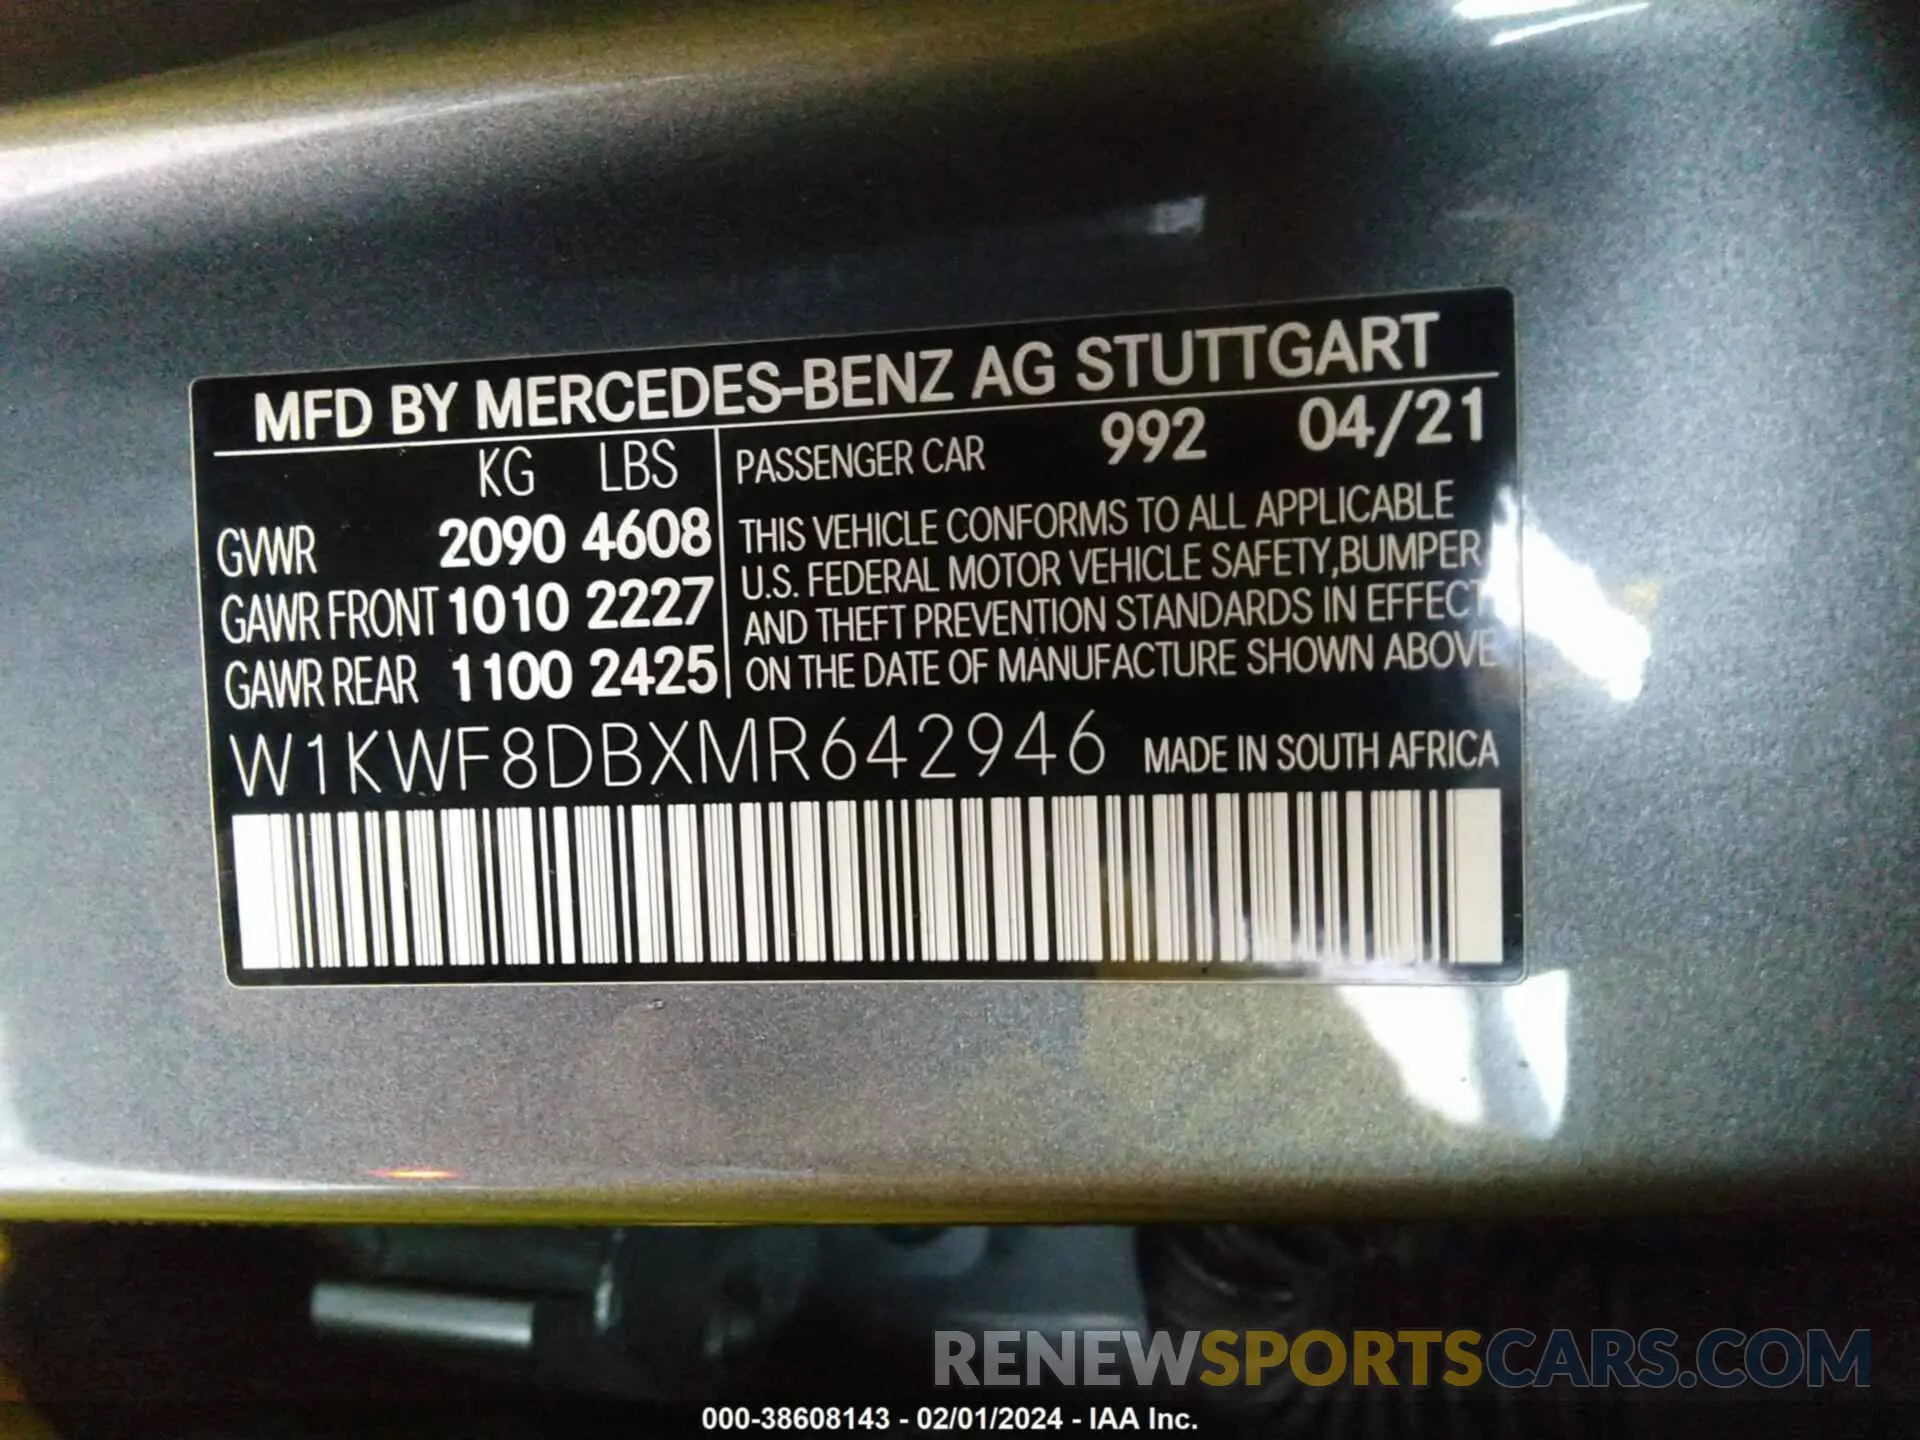 MFD BY MERCEDES-BENZ AG STUTTGART
KG LBS
GVWR 2090 4608
GAWR FRONT 1010 2227
GAWR REAR 1100 2425
PASSENGER CAR 992 04/21
THIS VEHICLE CONFORMS TO ALL APPLICABLE
U.S. FEDERAL MOTOR VEHICLE SAFETY,BUMPER
AND THEFT PREVENTION STANDARDS IN EFFECT
ON THE DATE OF MANUFACTURE SHOWN ABOVE
W1KWF8DBXMR642946 MADE IN SOUTH AFRICA
RENEWSPORTSCARS.COM
000-38608143 - 02/01/2024 - IAA Inc.